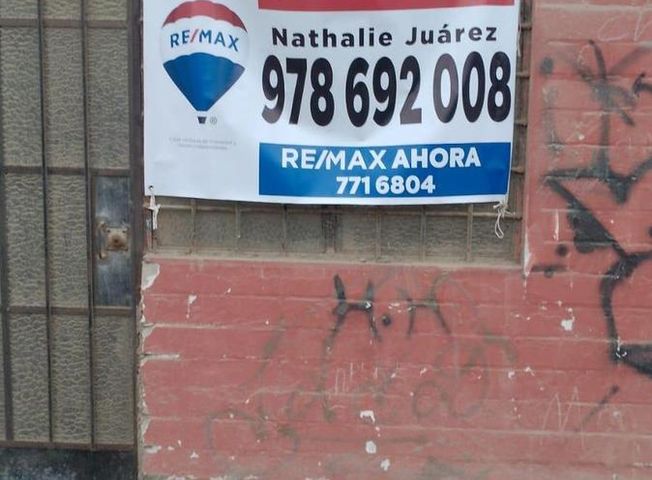 RE/MAX
Nathalie Juárez
978 692 008
RE/MAX AHORA
771 6804
H.H